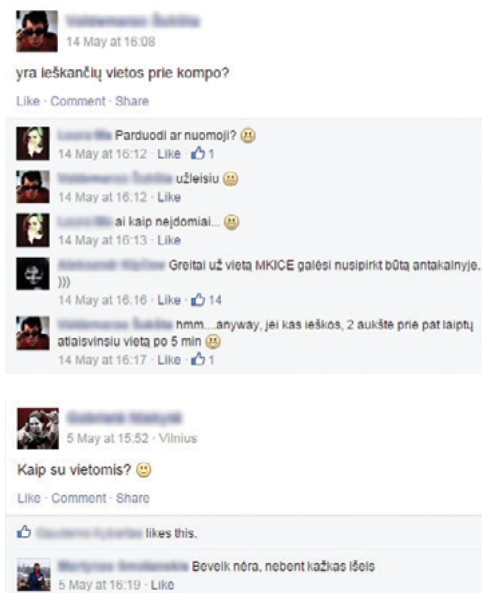 14 May at 16:08
yra ieškančių vietos prie kompo?
Like · Comment · Share
Parduodi ar nuomoji?
14 May at 16:12 · Like · 1
užleisiu
14 May at 16:12 · Like
ai kaip neįdomiai...
14 May at 16:13 · Like
Greitai už vietą MKICE galėsi nusipirkt būtą antakalnyje.
)))
14 May at 16:16 · Like · 14
hmm....anyway, jei kas ieškos, 2 aukšte prie pat laiptų
atlaisvinsiu vietą po 5 min
14 May at 16:17 · Like · 1
5 May at 15:52 · Vilnius
Kaip su vietomis?
Like · Comment · Share
likes this.
Beveik nėra, nebent kažkas išeis
5 May at 16:19 · Like